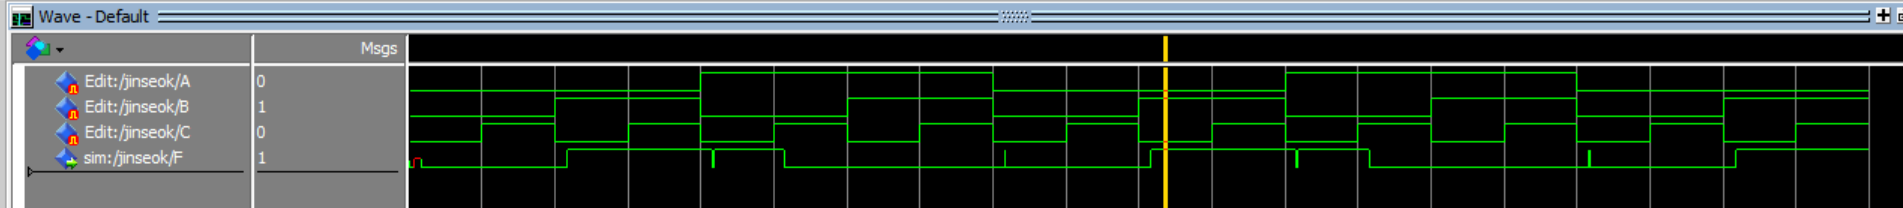 Wave - Default
Msgs
Edit:/jinseok/A 0
Edit:/jinseok/B 1
Edit:/jinseok/C 0
sim:/jinseok/F 1